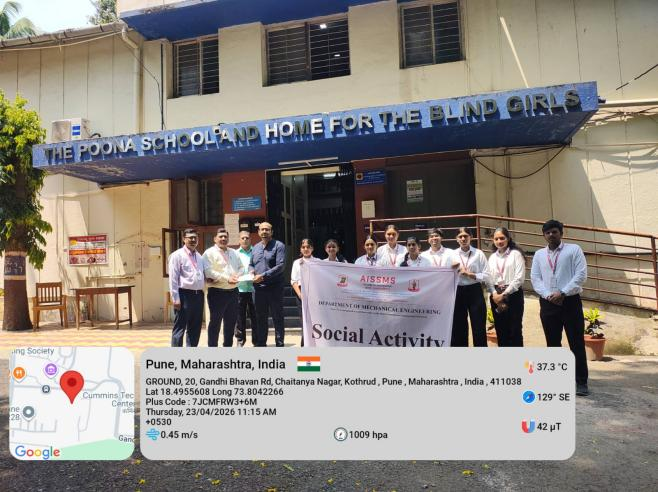 THE POONA SCHOOL AND HOME FOR THE BLIND GIRLS
AISSMS
DEPARTMENT OF MECHANICAL ENGINEERING
Social Activity
ing Society
Cummins Tec
Center
228
Google
Pune, Maharashtra, India
GROUND, 20, Gandhi Bhavan Rd, Chaitanya Nagar, Kothrud , Pune , Maharashtra , India , 411038
Lat 18.4955608 Long 73.8042266
Plus Code : 7JCMFRW3+6M
Thursday, 23/04/2026 11:15 AM
+0530
0.45 m/s
1009 hpa
37.3 °C
129° SE
42 µT